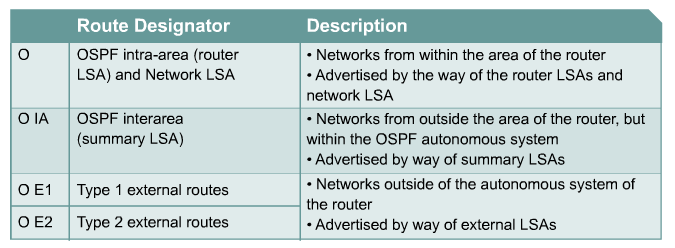 Route Designator Description
O OSPF intra-area (router • Networks from within the area of the router
LSA) and Network LSA • Advertised by the way of the router LSAs and
network LSA
O IA OSPF interarea • Networks from outside the area of the router, but
(summary LSA) within the OSPF autonomous system
• Advertised by way of summary LSAs
O E1 Type 1 external routes • Networks outside of the autonomous system of
the router
O E2 Type 2 external routes • Advertised by way of external LSAs